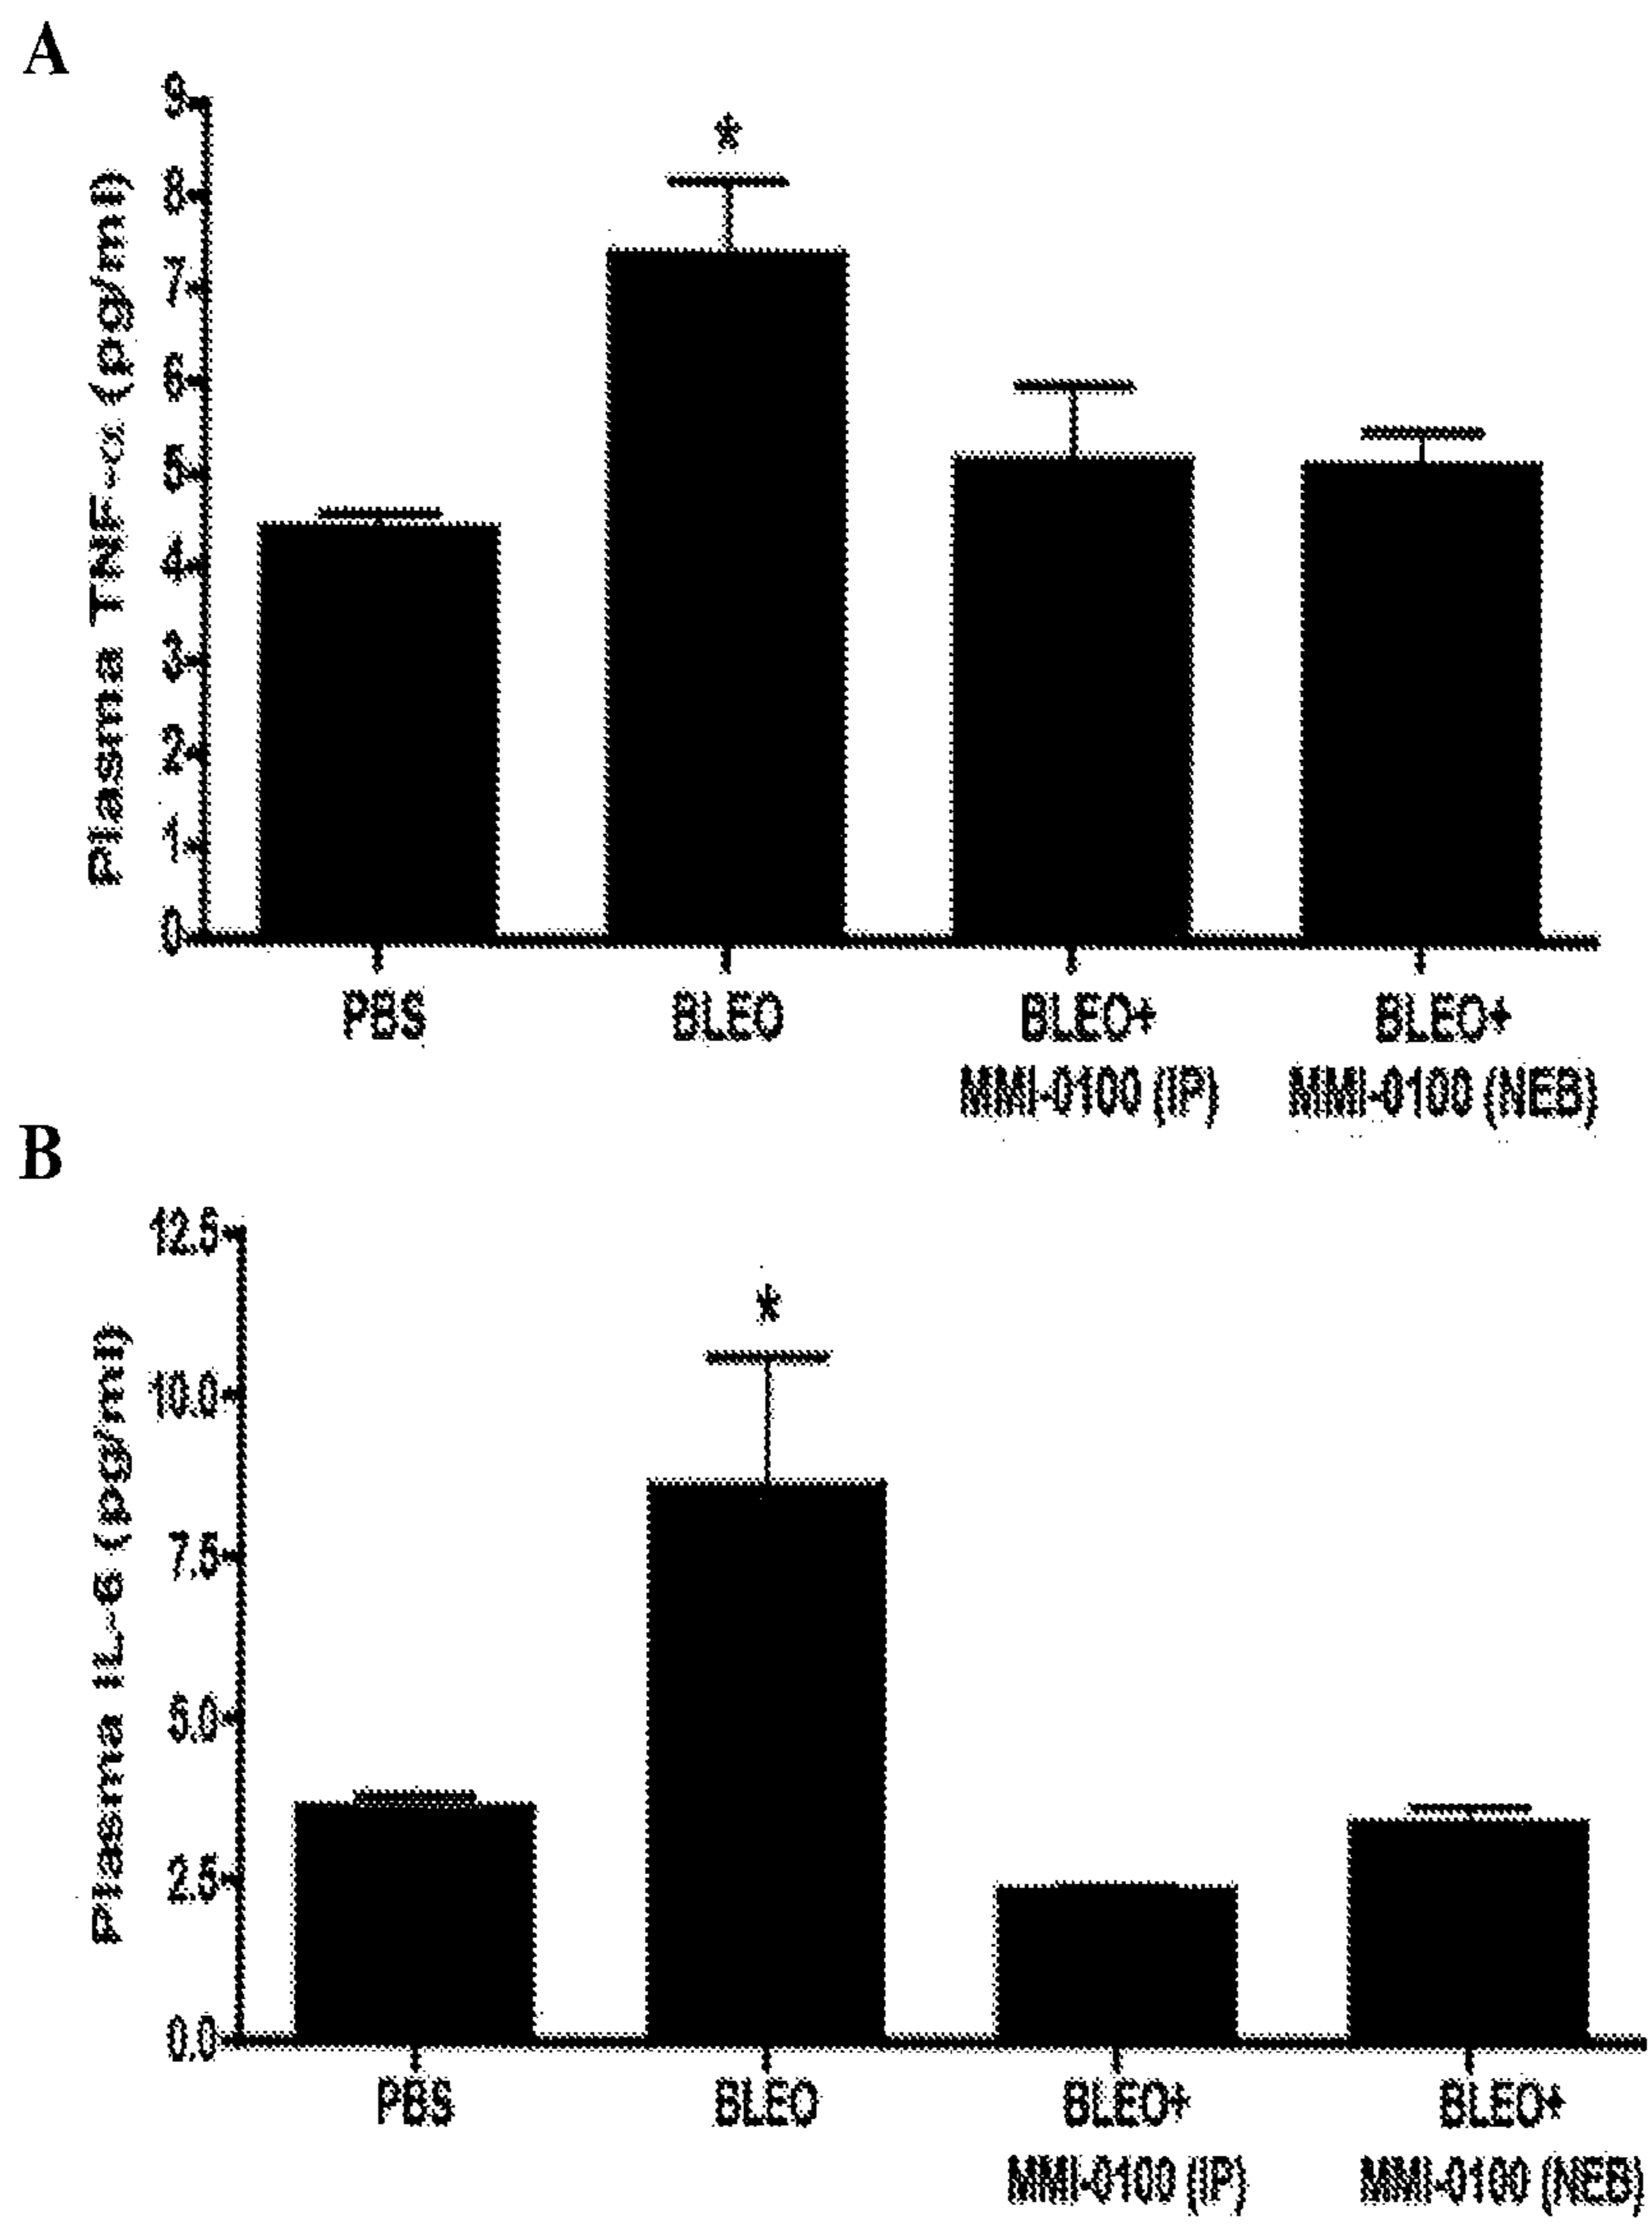 A
Plasma TNF-α (pg/ml)
9
8
7
6
5
4
3
2
1
0
*
PBS
BLEO
BLEO+
MMI-0100 (IP)
BLEO+
MMI-0100 (NEB)
B
Plasma IL-6 (pg/ml)
12.5
10.0
7.5
5.0
2.5
0.0
*
PBS
BLEO
BLEO+
MMI-0100 (IP)
BLEO+
MMI-0100 (NEB)